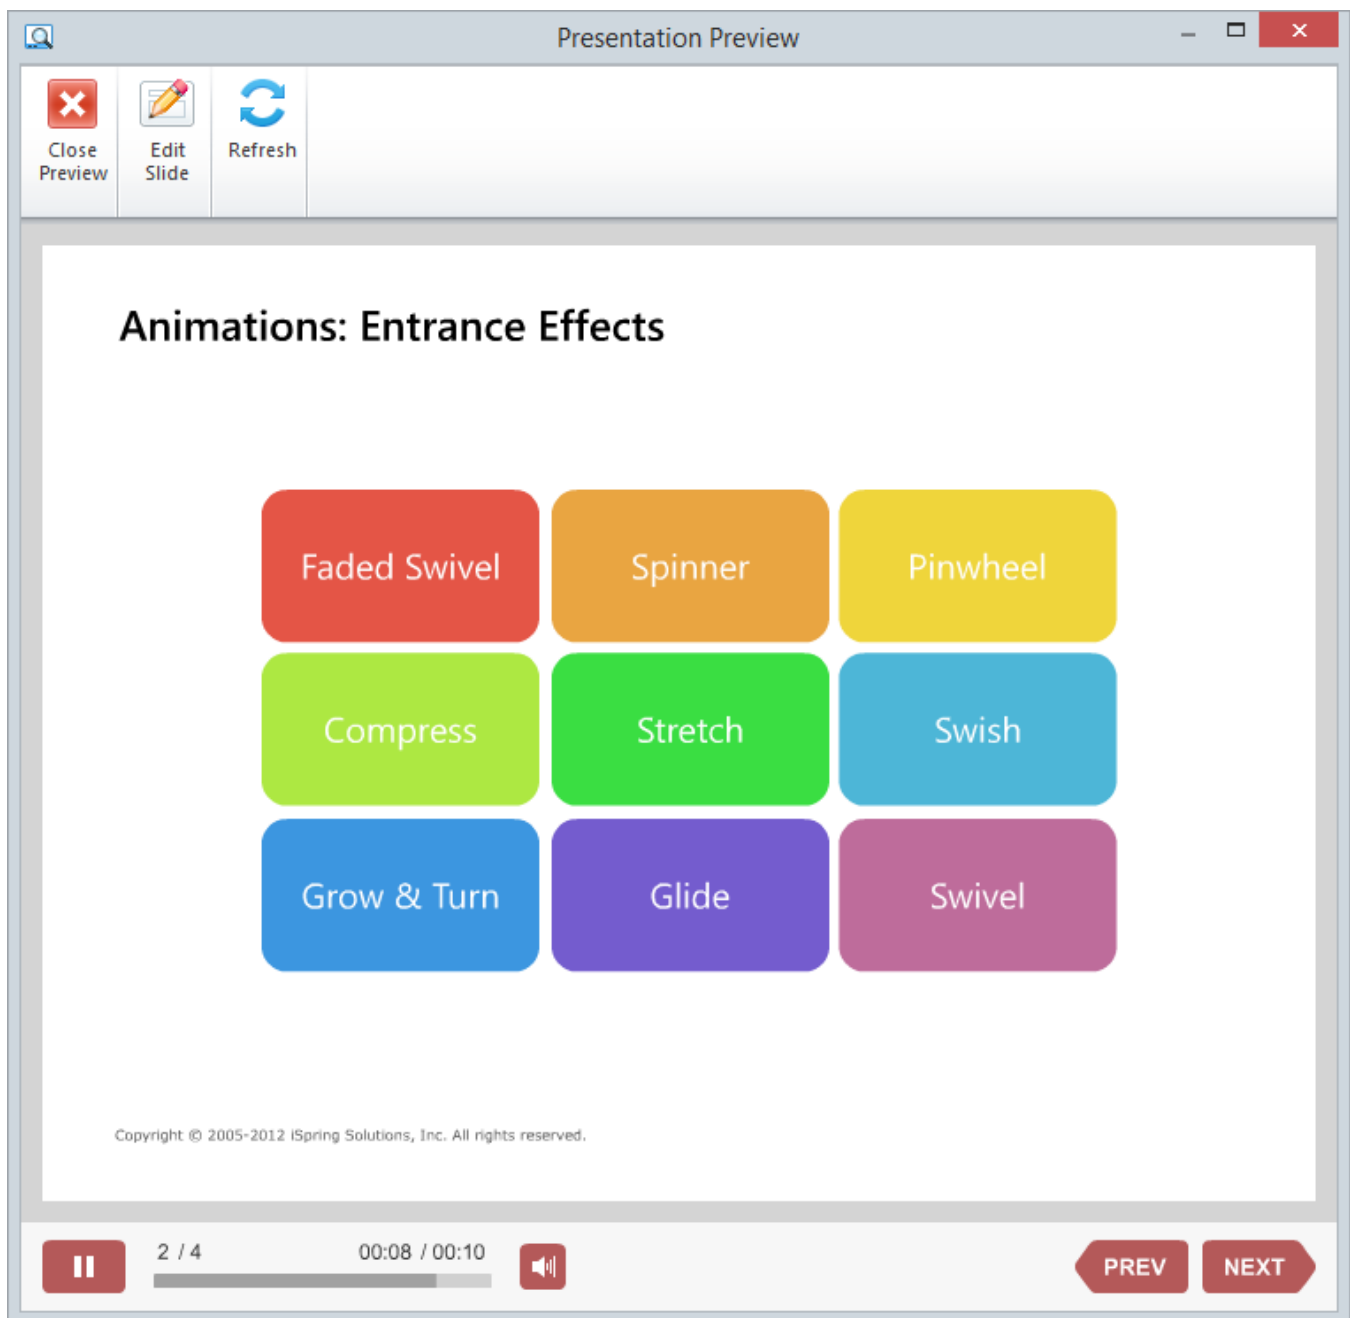 Presentation Preview
Close
Preview
Edit
Slide
Refresh
Animations: Entrance Effects
Faded Swivel
Spinner
Pinwheel
Compress
Stretch
Swish
Grow & Turn
Glide
Swivel
Copyright © 2005-2012 iSpring Solutions, Inc. All rights reserved.
2 / 4
00:08 / 00:10
PREV
NEXT